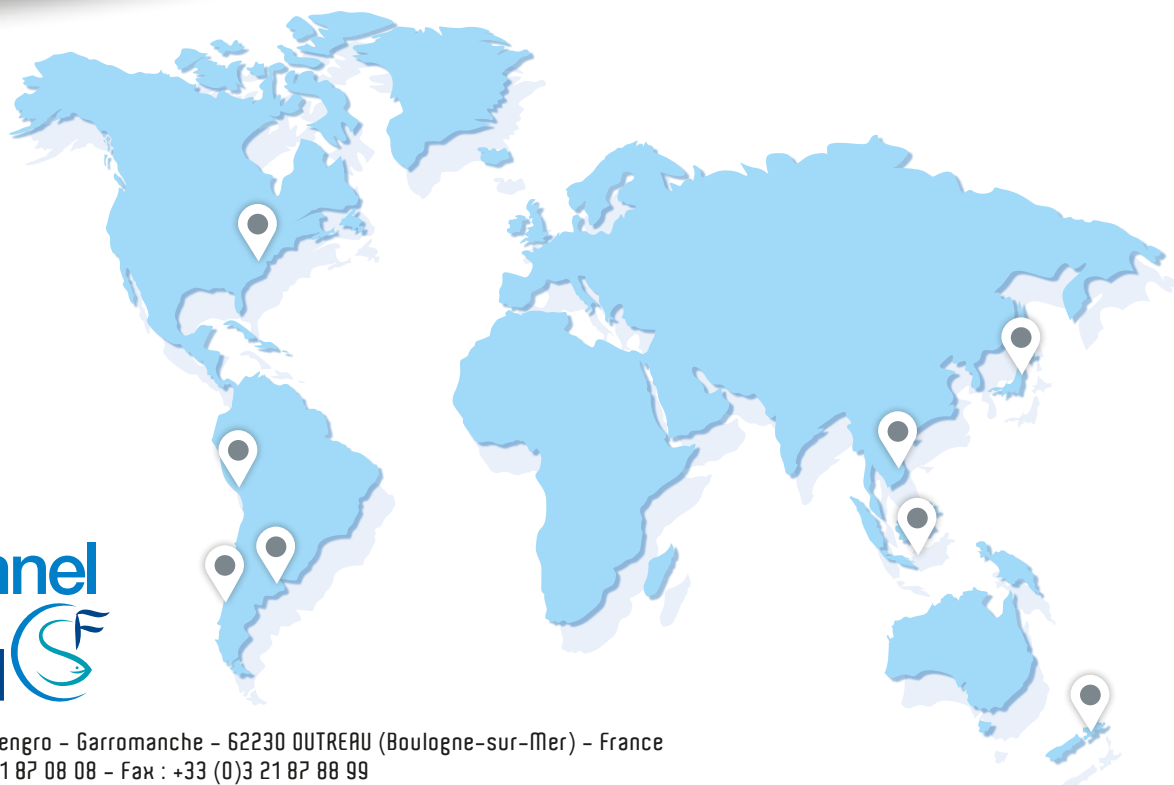 nnel
engro - Garromanche - 62230 OUTREAU (Boulogne-sur-Mer) - France
1 87 08 08 - Fax : +33 (0)3 21 87 88 99